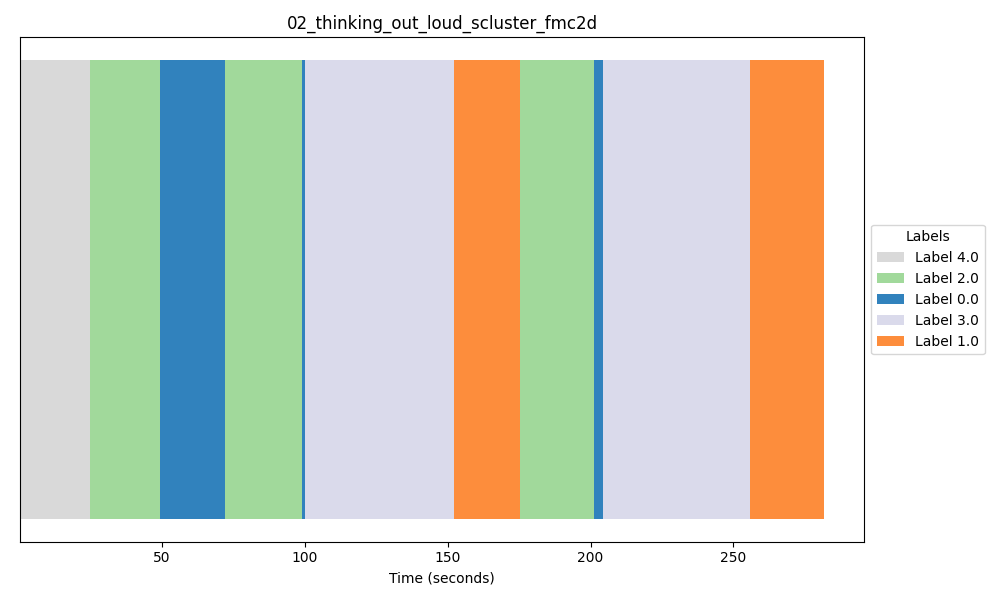 02_thinking_out_loud_scluster_fmc2d
Labels
Label 4.0
Label 2.0
Label 0.0
Label 3.0
Label 1.0
50 100 150 200 250
Time (seconds)